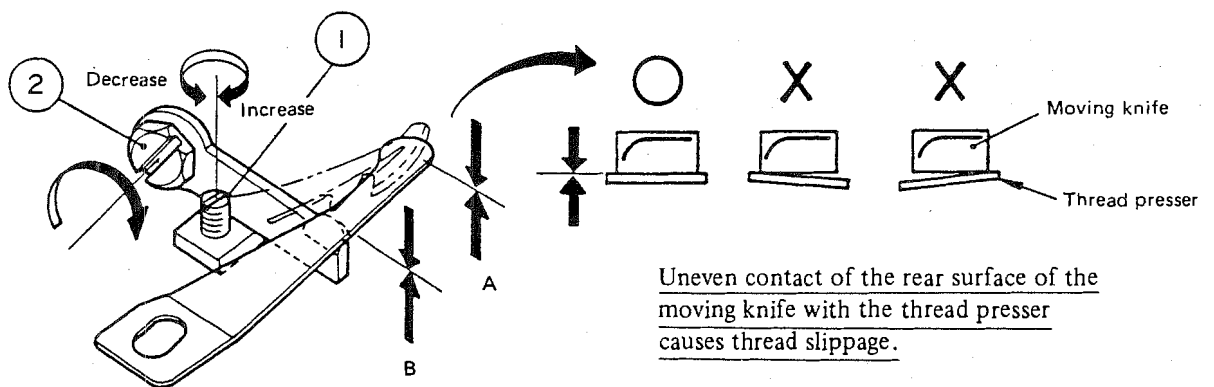 1
2
Decrease
Increase
A
B
Moving knife
Thread presser
Uneven contact of the rear surface of the
moving knife with the thread presser
causes thread slippage.